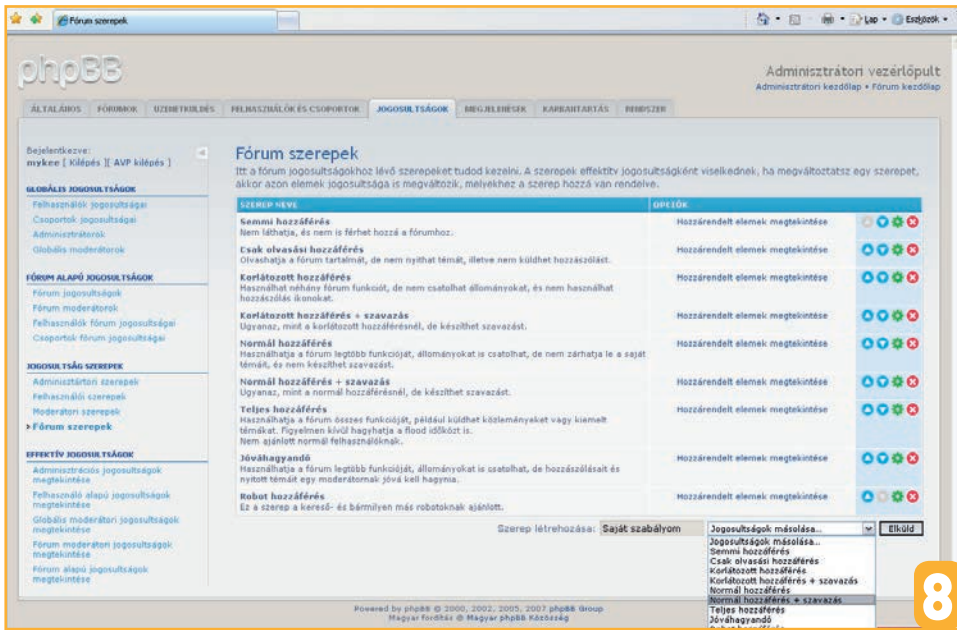 Fórum szerepek
Lap
Eszközök
phpBB
Adminisztrátori vezérlőpult
Adminisztrátori kezdőlap • Fórum kezdőlap
ÁLTALÁNOS
FÓRUMOK
ÜZENETKÜLDÉS
FELHASZNÁLÓK ÉS CSOPORTOK
JOGOSULTSÁGOK
MEGJELENÉSEK
KARBANTARTÁS
RENDSZER
Bejelentkezve:
mykee [ Kilépés ][ AVP kilépés ]
GLOBÁLIS JOGOSULTSÁGOK
Felhasználók jogosultságai
Csoportok jogosultságai
Adminisztrátorok
Globális moderátorok
FÓRUM ALAPÚ JOGOSULTSÁGOK
Fórum jogosultságok
Fórum moderátorok
Felhasználók fórum jogosultságai
Csoportok fórum jogosultságai
JOGOSULTSÁG SZEREPEK
Adminisztártori szerepek
Felhasználói szerepek
Moderátori szerepek
Fórum szerepek
EFFEKTÍV JOGOSULTSÁGOK
Adminisztrációs jogosultságok
megtekintése
Felhasználó alapú jogosultságok
megtekintése
Globális moderátori jogosultságok
megtekintése
Fórum moderátori jogosultságok
megtekintése
Fórum alapú jogosultságok
megtekintése
Fórum szerepek
Itt a fórum jogosultságokhoz lévő szerepeket tudod kezelni. A szerepek effektív jogosultságként viselkednek, ha megváltoztatsz egy szerepet,
akkor azon elemek jogosultsága is megváltozik, melyekhez a szerep hozzá van rendelve.
SZEREP NEVE OPCIÓK
Semmi hozzáférés Hozzárendelt elemek megtekintése
Nem láthatja, és nem is férhet hozzá a fórumhoz.
Csak olvasási hozzáférés Hozzárendelt elemek megtekintése
Olvashatja a fórum tartalmát, de nem nyithat témát, illetve nem küldhet hozzászólást.
Korlátozott hozzáférés Hozzárendelt elemek megtekintése
Használhat néhány fórum funkciót, de nem csatolhat állományokat, és nem használhat
hozzászólás ikonokat.
Korlátozott hozzáférés + szavazás Hozzárendelt elemek megtekintése
Ugyanaz, mint a korlátozott hozzáférésnél, de készíthet szavazást.
Normál hozzáférés Hozzárendelt elemek megtekintése
Használhatja a fórum legtöbb funkcióját, állományokat is csatolhat, de nem zárhatja le a saját
témáit, és nem készíthet szavazást.
Normál hozzáférés + szavazás Hozzárendelt elemek megtekintése
Ugyanaz, mint a normál hozzáférésnél, de készíthet szavazást.
Teljes hozzáférés Hozzárendelt elemek megtekintése
Használhatja a fórum összes funkcióját, például küldhet közleményeket vagy kiemelt
témákat. Figyelmen kívül hagyhatja a flood időközt is.
Nem ajánlott normál felhasználóknak.
Jóváhagyandó Hozzárendelt elemek megtekintése
Használhatja a fórum legtöbb funkcióját, állományokat is csatolhat, de hozzászólásait és
nyitott témáit egy moderátornak jóvá kell hagynia.
Robot hozzáférés Hozzárendelt elemek megtekintése
Ez a szerep a kereső- és bármilyen más robotoknak ajánlott.
Szerep létrehozása: Saját szabályom Jogosultságok másolása... Elküld
Jogosultságok másolása...
Semmi hozzáférés
Csak olvasási hozzáférés
Korlátozott hozzáférés
Korlátozott hozzáférés + szavazás
Normál hozzáférés
Normál hozzáférés + szavazás
Teljes hozzáférés
Jóváhagyandó
Robot hozzáférés
Powered by phpBB © 2000, 2002, 2005, 2007 phpBB Group
Magyar fordítás © Magyar phpBB Közösség
8